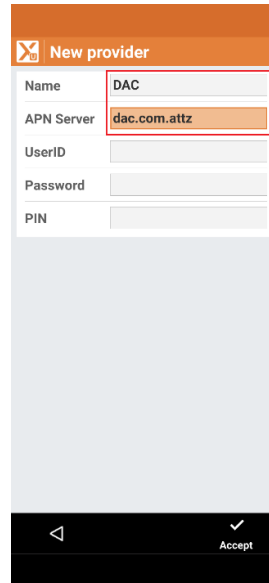 New provider
Name DAC
APN Server dac.com.attz
UserID
Password
PIN
Accept